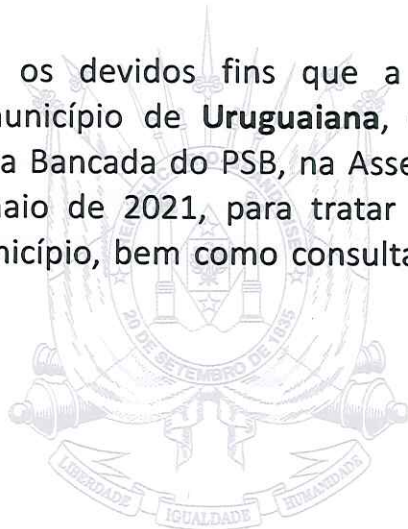 os devidos fins que a
município de Uruguaiana,
a Bancada do PSB, na Asse
maio de 2021, para tratar
nicípio, bem como consulta
20 DE SETEMBRO DE 1835
LIBERDADE IGUALDADE HUMANIDADE